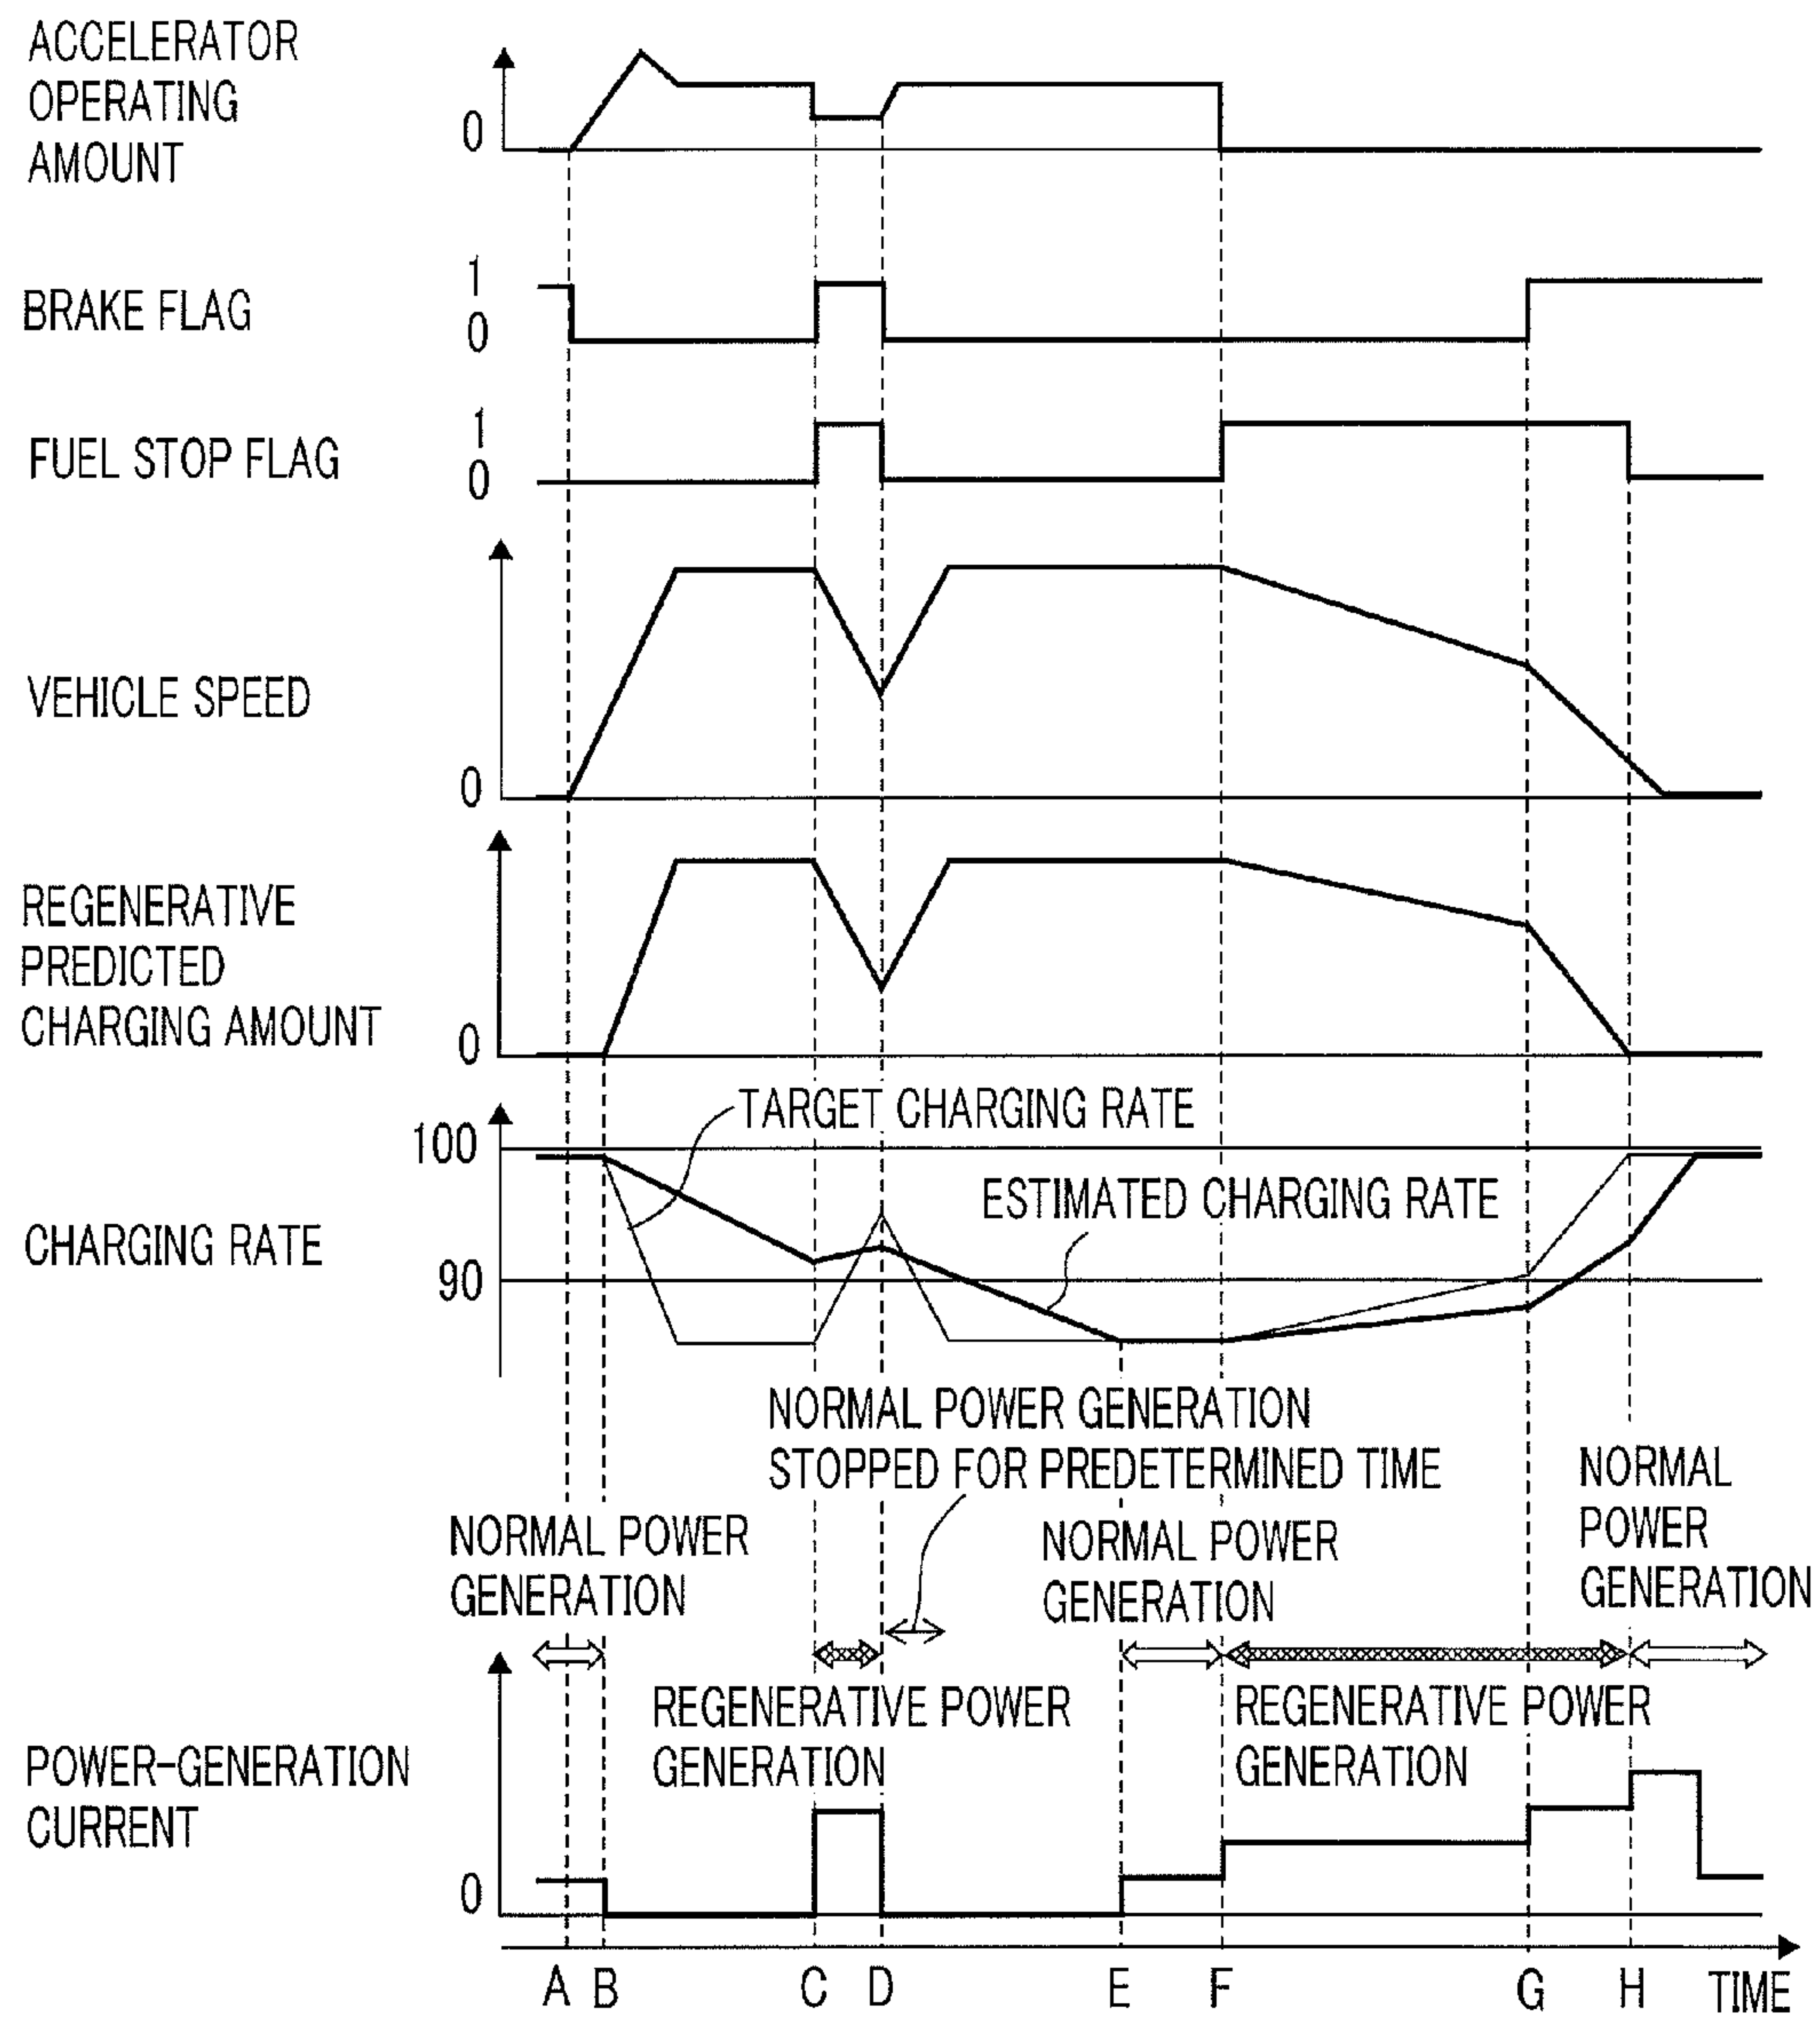 ACCELERATOR
OPERATING
AMOUNT
0
BRAKE FLAG
1
0
FUEL STOP FLAG
1
0
VEHICLE SPEED
0
REGENERATIVE
PREDICTED
CHARGING AMOUNT
0
TARGET CHARGING RATE
100
ESTIMATED CHARGING RATE
CHARGING RATE
90
NORMAL POWER GENERATION
STOPPED FOR PREDETERMINED TIME
NORMAL POWER
GENERATION
NORMAL POWER
GENERATION
NORMAL
POWER
GENERATION
REGENERATIVE POWER
GENERATION
REGENERATIVE POWER
GENERATION
POWER-GENERATION
CURRENT
0
A B C D E F G H TIME